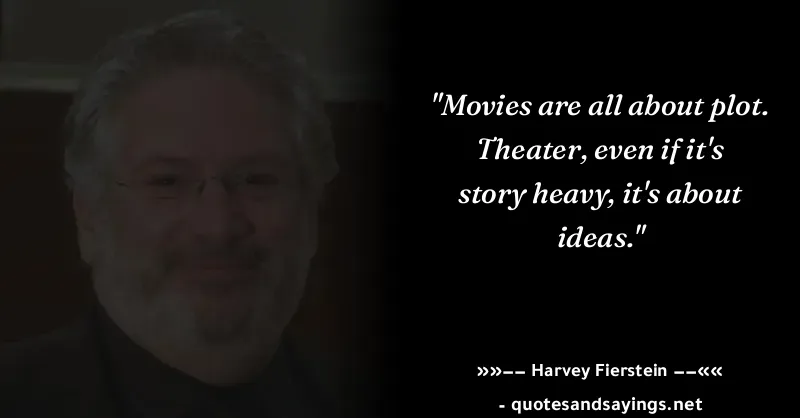 "Movies are all about plot.
Theater, even if it's
story heavy, it's about
ideas."
»»–– Harvey Fierstein ––««
- quotesandsayings.net